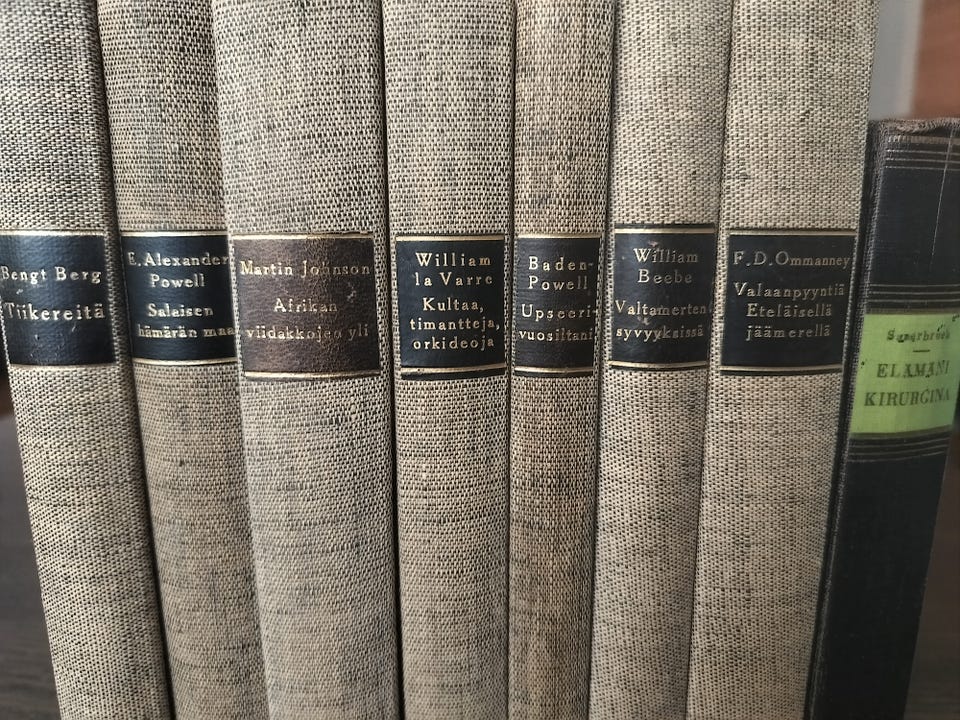 Bengt Berg
Tiikereitä
E. Alexander
Powell
Salaisen
hämärän maa
Martin Johnson
Afrikan
viidakkojen yli
William
la Varre
Kultaa,
timantteja,
orkideoja
Baden-
Powell
Upseeri-
vuosiltani
William
Beebe
Valtamerten
syvyyksissä
F. D. Ommanney
Valaanpyyntiä
Eteläisellä
jäämerellä
Sauerbruch
ELÄMÄNI
KIRURGINA